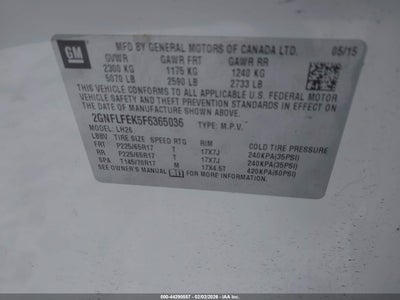 GM
MFD BY GENERAL MOTORS OF CANADA LTD. 05/15
GVWR GAWR FRT GAWR RR
2300 KG 1175 KG 1240 KG
5070 LB 2590 LB 2733 LB
THIS VEHICLE CONFORMS TO ALL APPLICABLE U.S. FEDERAL MOTOR
VEHICLE SAFETY AND THEFT PREVENTION STANDARDS IN EFFECT ON
THE DATE OF MANUFACTURE SHOWN ABOVE.
2GNFLFEK5F6365036 TYPE: M.P.V.
MODEL: LH26
LBBV TIRE SIZE SPEED RTG RIM COLD TIRE PRESSURE
FRT P225/65R17 T 17X7J 240KPA(35PSI)
RR P225/65R17 T 17X7J 240KPA(35PSI)
SPA T145/70R17 M 17X4.5T 420KPA(60PSI)
SEE OWNER'S MANUAL FOR MORE INFORMATION.
000-44290557 - 02/03/2026 - IAA Inc.